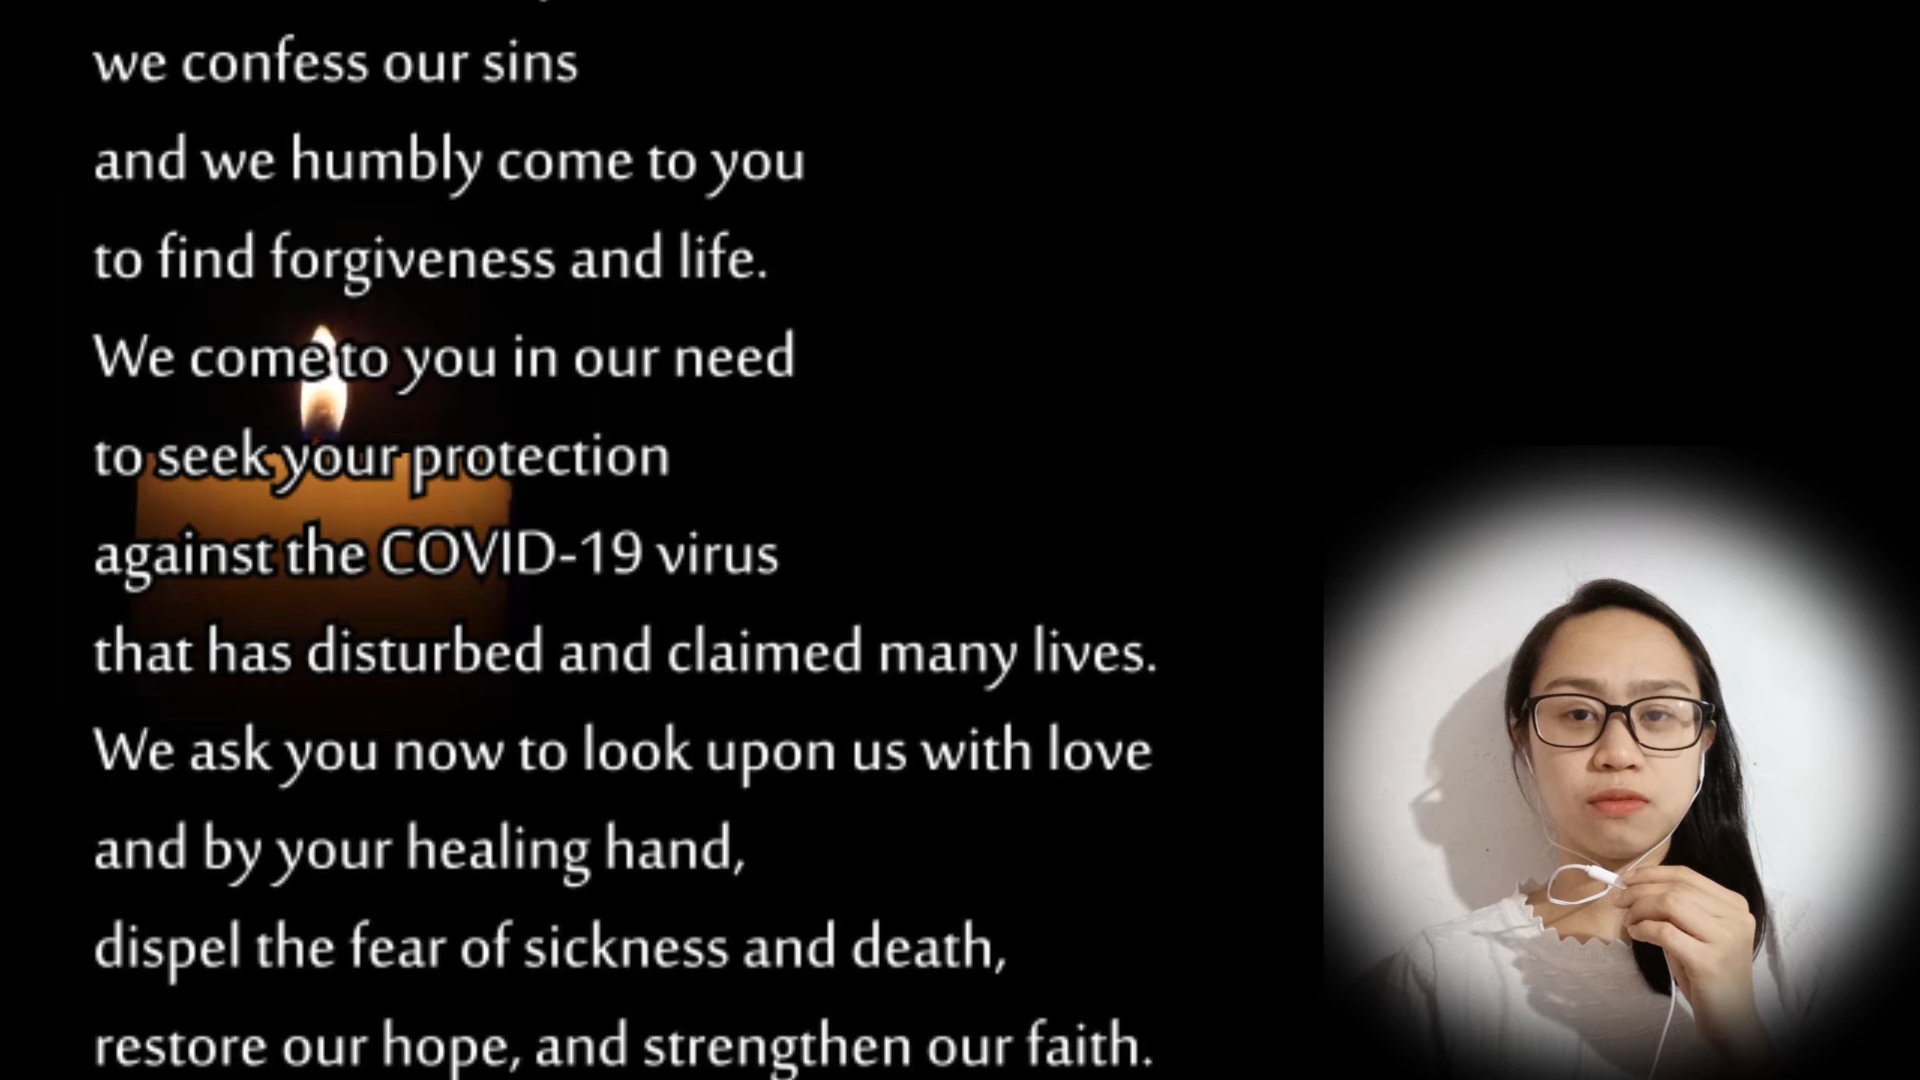 we confess our sins
and we humbly come to you
to find forgiveness and life.
We come to you in our need
to seek your protection
against the COVID-19 virus
that has disturbed and claimed many lives.
We ask you now to look upon us with love
and by your healing hand,
dispel the fear of sickness and death,
restore our hope, and strengthen our faith.